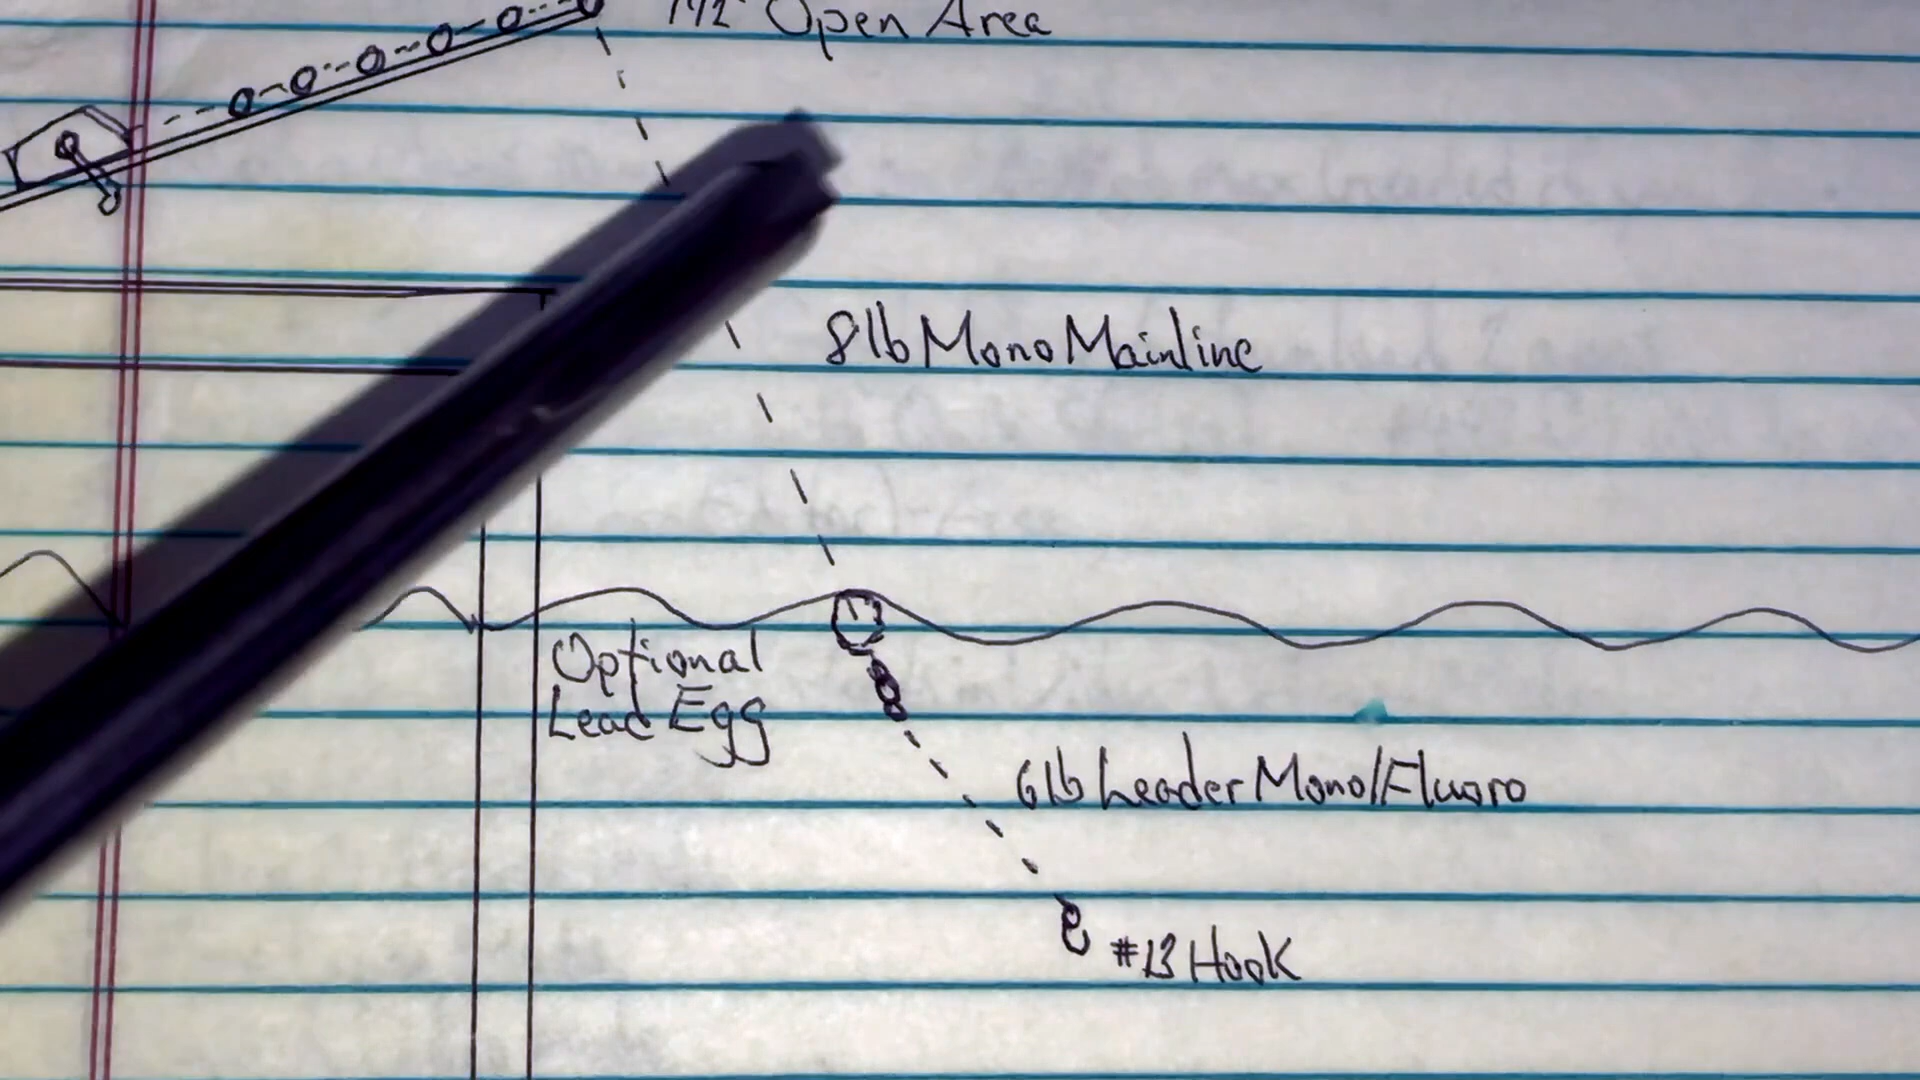 Open Area
8lb Mono Mainline
Optional
Lead Egg
6lb Leader Mono/Fluoro
#13 Hook